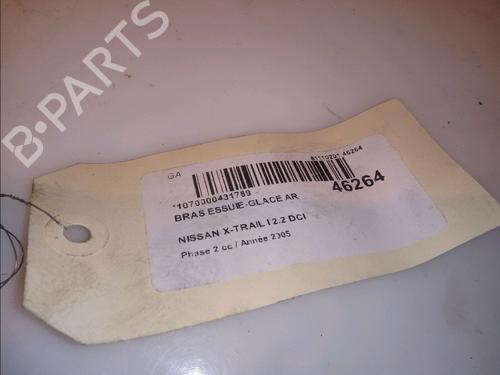 B-PARTS
GA
81110201 46264
*1070000431789
46264
BRAS ESSUIE-GLACE AR
NISSAN X-TRAIL I 2.2 DCI
Phase 2 cc / Année 2005